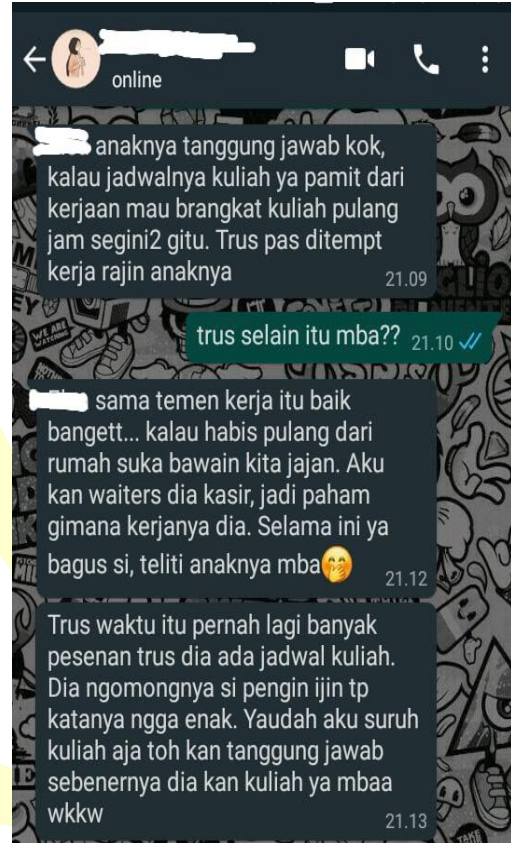 online
anaknya tanggung jawab kok,
kalau jadwalnya kuliah ya pamit dari
kerjaan mau brangkat kuliah pulang
jam segini2 gitu. Trus pas ditempt
kerja rajin anaknya
21.09
trus selain itu mba?? 21.10
sama temen kerja itu baik
bangett... kalau habis pulang dari
rumah suka bawain kita jajan. Aku
kan waiters dia kasir, jadi paham
gimana kerjanya dia. Selama ini ya
bagus si, teliti anaknya mba🤭
21.12
Trus waktu itu pernah lagi banyak
pesenan trus dia ada jadwal kuliah.
Dia ngomongnya si pengin ijin tp
katanya ngga enak. Yaudah aku suruh
kuliah aja toh kan tanggung jawab
sebenernya dia kan kuliah ya mbaa
wkkw
21.13